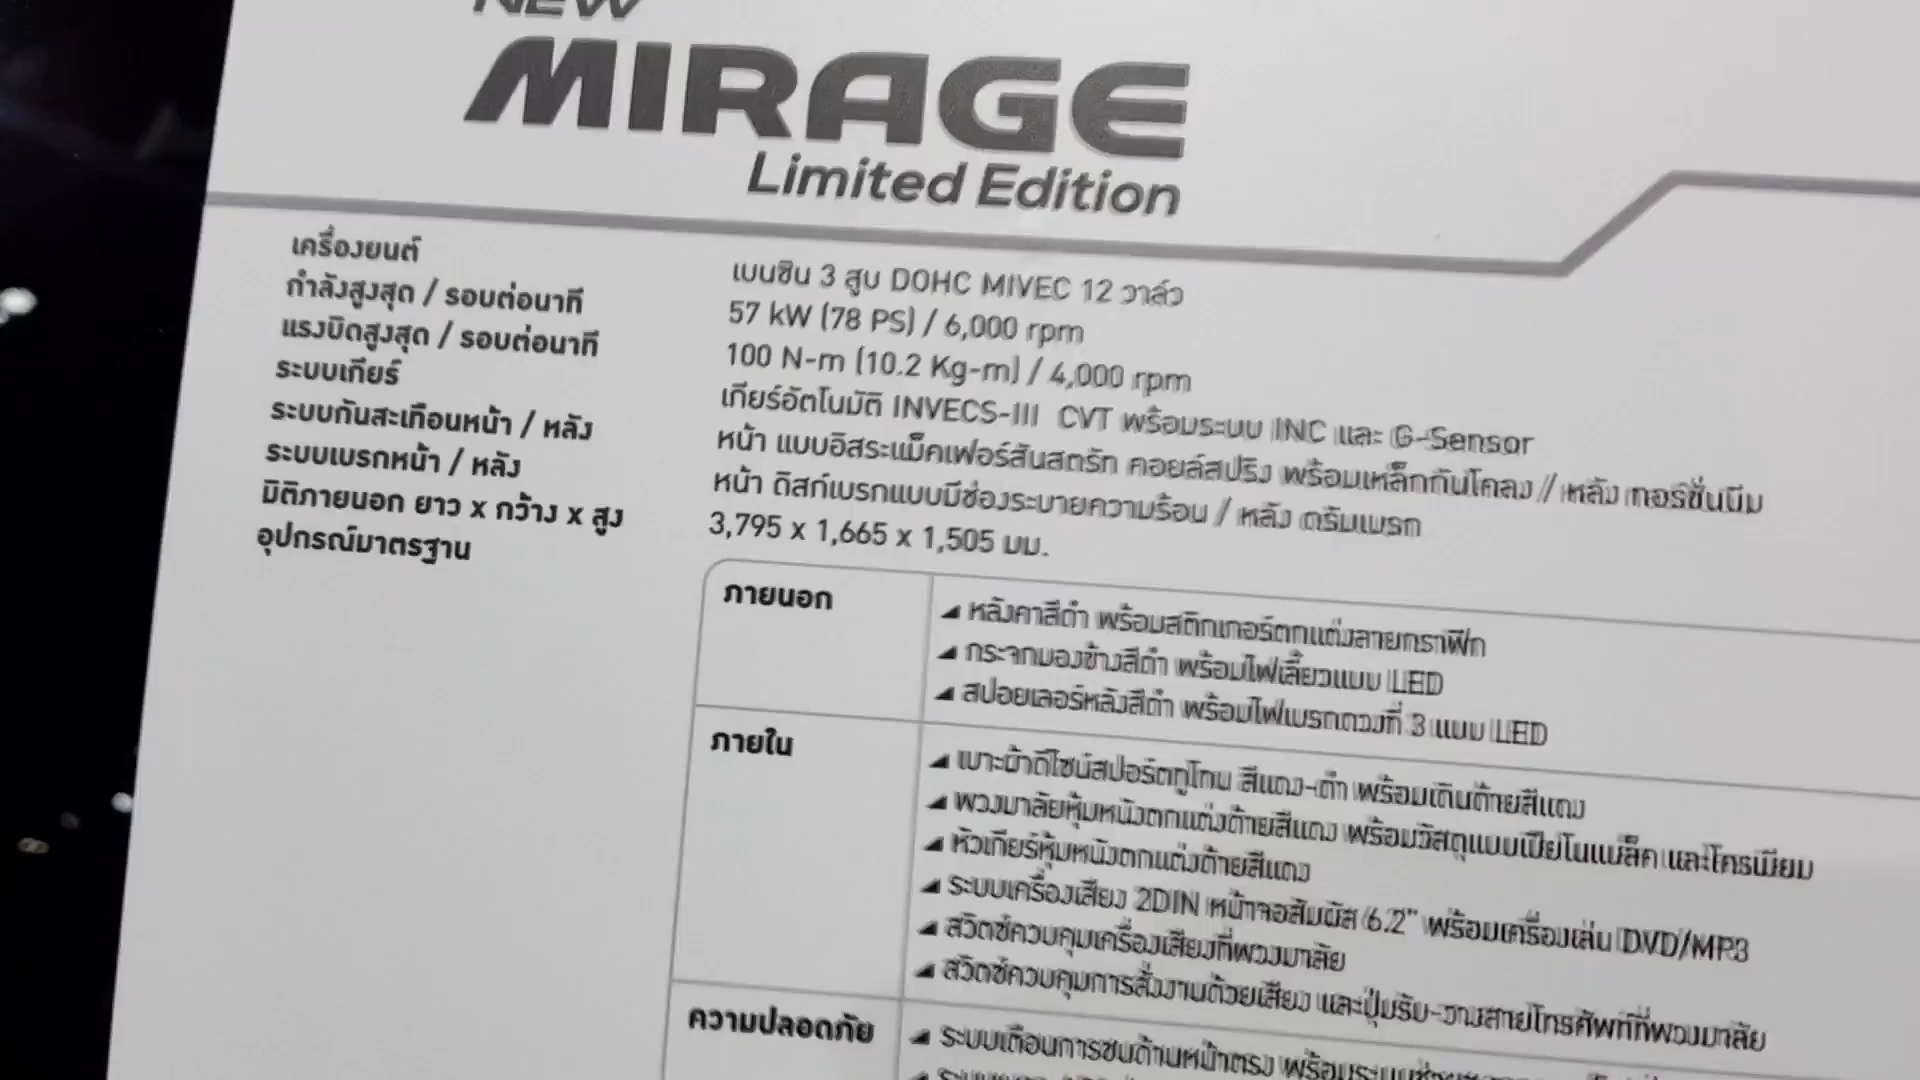 NEW
MIRAGE
Limited Edition
เครื่องยนต์ เบนซิน 3 สูบ DOHC MIVEC 12 วาล์ว
กำลังสูงสุด / รอบต่อนาที 57 kW (78 PS) / 6,000 rpm
แรงบิดสูงสุด / รอบต่อนาที 100 N-m (10.2 Kg-m) / 4,000 rpm
ระบบเกียร์ เกียร์อัตโนมัติ INVECS-III CVT พร้อมระบบ INC และ G-Sensor
ระบบกันสะเทือนหน้า / หลัง หน้า แบบอิสระแม็คเฟอร์สันสตรัท คอยล์สปริง พร้อมเหล็กกันโคลง / หลัง ทอร์ชั่นบีม
ระบบเบรกหน้า / หลัง หน้า ดิสก์เบรกแบบมีช่องระบายความร้อน / หลัง ดรัมเบรก
มิติภายนอก ยาว x กว้าง x สูง 3,795 x 1,665 x 1,505 มม.
อุปกรณ์มาตรฐาน
ภายนอก
หลังคาสีดำ พร้อมสติกเกอร์ตกแต่งลายกราฟิก
กระจกมองข้างสีดำ พร้อมไฟเลี้ยวแบบ LED
สปอยเลอร์หลังสีดำ พร้อมไฟเบรกดวงที่ 3 แบบ LED
ภายใน
เบาะผ้าดีไซน์สปอร์ตทูโทน สีแดง-ดำ พร้อมเดินด้ายสีแดง
พวงมาลัยหุ้มหนังตกแต่งด้ายสีแดง พร้อมวัสดุแบบเปียโนแบล็ค และโครเมียม
หัวเกียร์หุ้มหนังตกแต่งด้ายสีแดง
ระบบเครื่องเสียง 2DIN หน้าจอสัมผัส 6.2" พร้อมเครื่องเล่น DVD/MP3
สวิตช์ควบคุมเครื่องเสียงที่พวงมาลัย
สวิตช์ควบคุมการสั่งงานด้วยเสียง และปุ่มรับ-วางสายโทรศัพท์ที่พวงมาลัย
ความปลอดภัย
ระบบเตือนการชนด้านหน้าตรง พร้อมระบบ